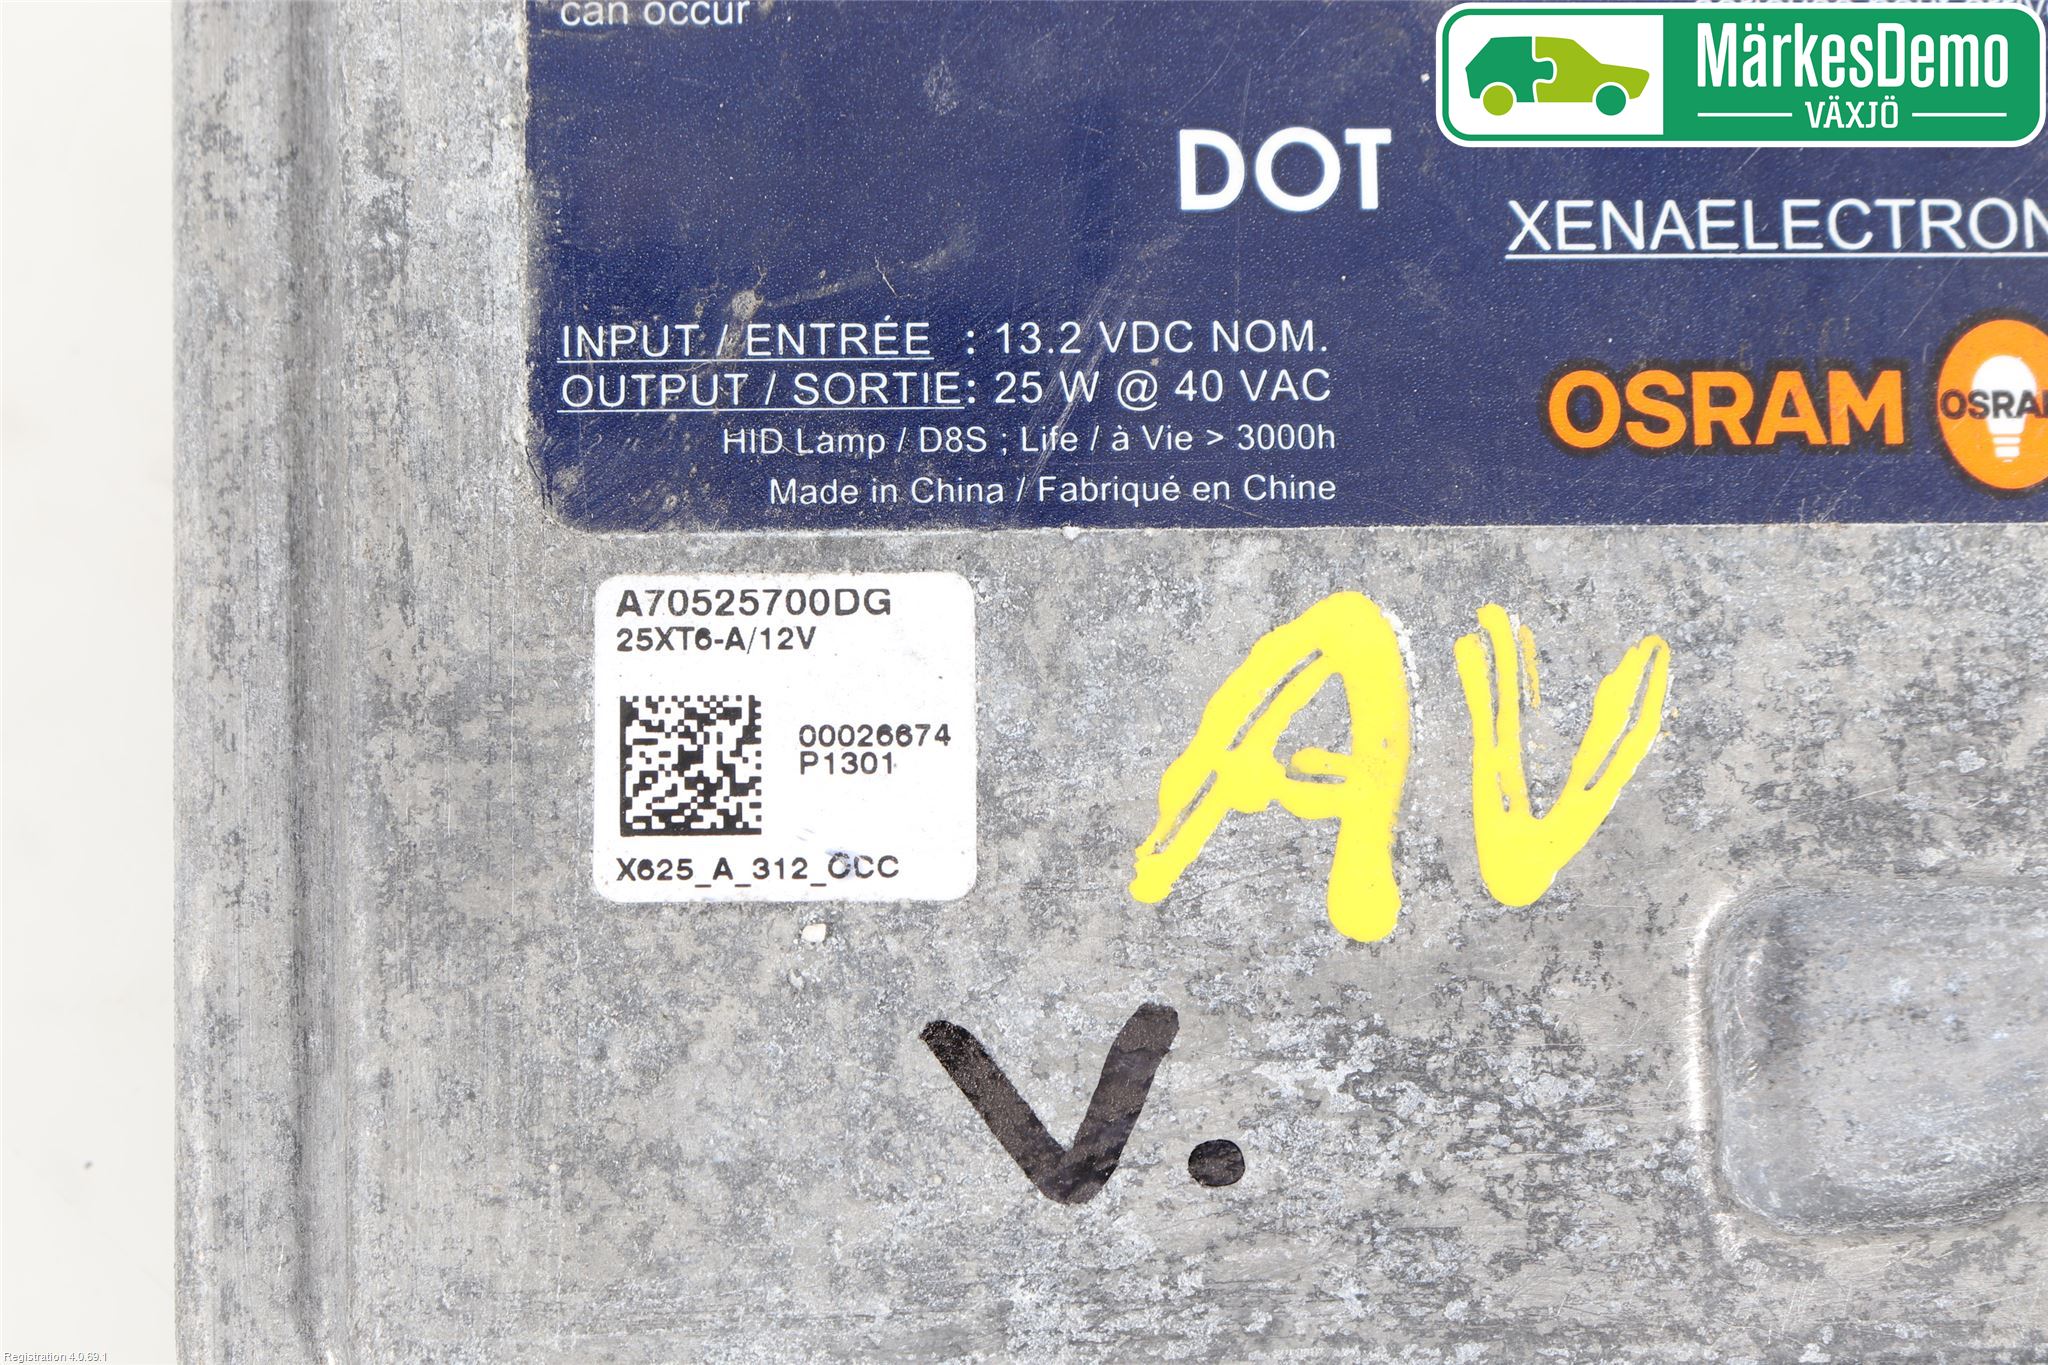 can occur
MärkesDemo
VÄXJÖ
DOT
XENAELECTRON
INPUT / ENTRÉE : 13.2 VDC NOM.
OUTPUT / SORTIE: 25 W @ 40 VAC
HID Lamp / D8S ; Life / à Vie > 3000h
Made in China / Fabriqué en Chine
OSRAM
OSRAM
A70525700DG
25XT6-A/12V
00026674
P1301
X625_A_312_CCC
AV
V.
Registration 4.0.69.1